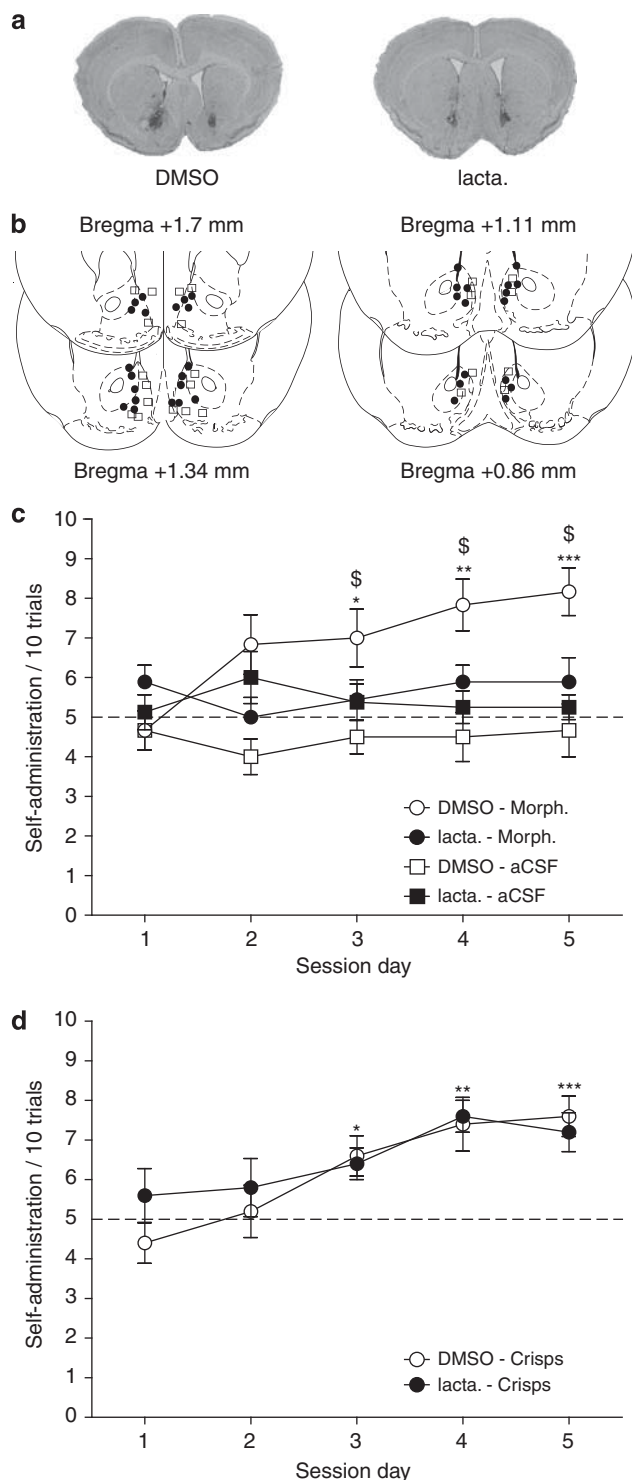 a
DMSO
lacta.
b
Bregma +1.7 mm
Bregma +1.11 mm
Bregma +1.34 mm
Bregma +0.86 mm
c
Self-administration / 10 trials
10
9
8
7
6
5
4
3
2
1
0
$
*
$
**
$
***
DMSO - Morph.
lacta. - Morph.
DMSO - aCSF
lacta. - aCSF
1 2 3 4 5
Session day
d
Self-administration / 10 trials
10
9
8
7
6
5
4
3
2
1
0
*
**
***
DMSO - Crisps
lacta. - Crisps
1 2 3 4 5
Session day